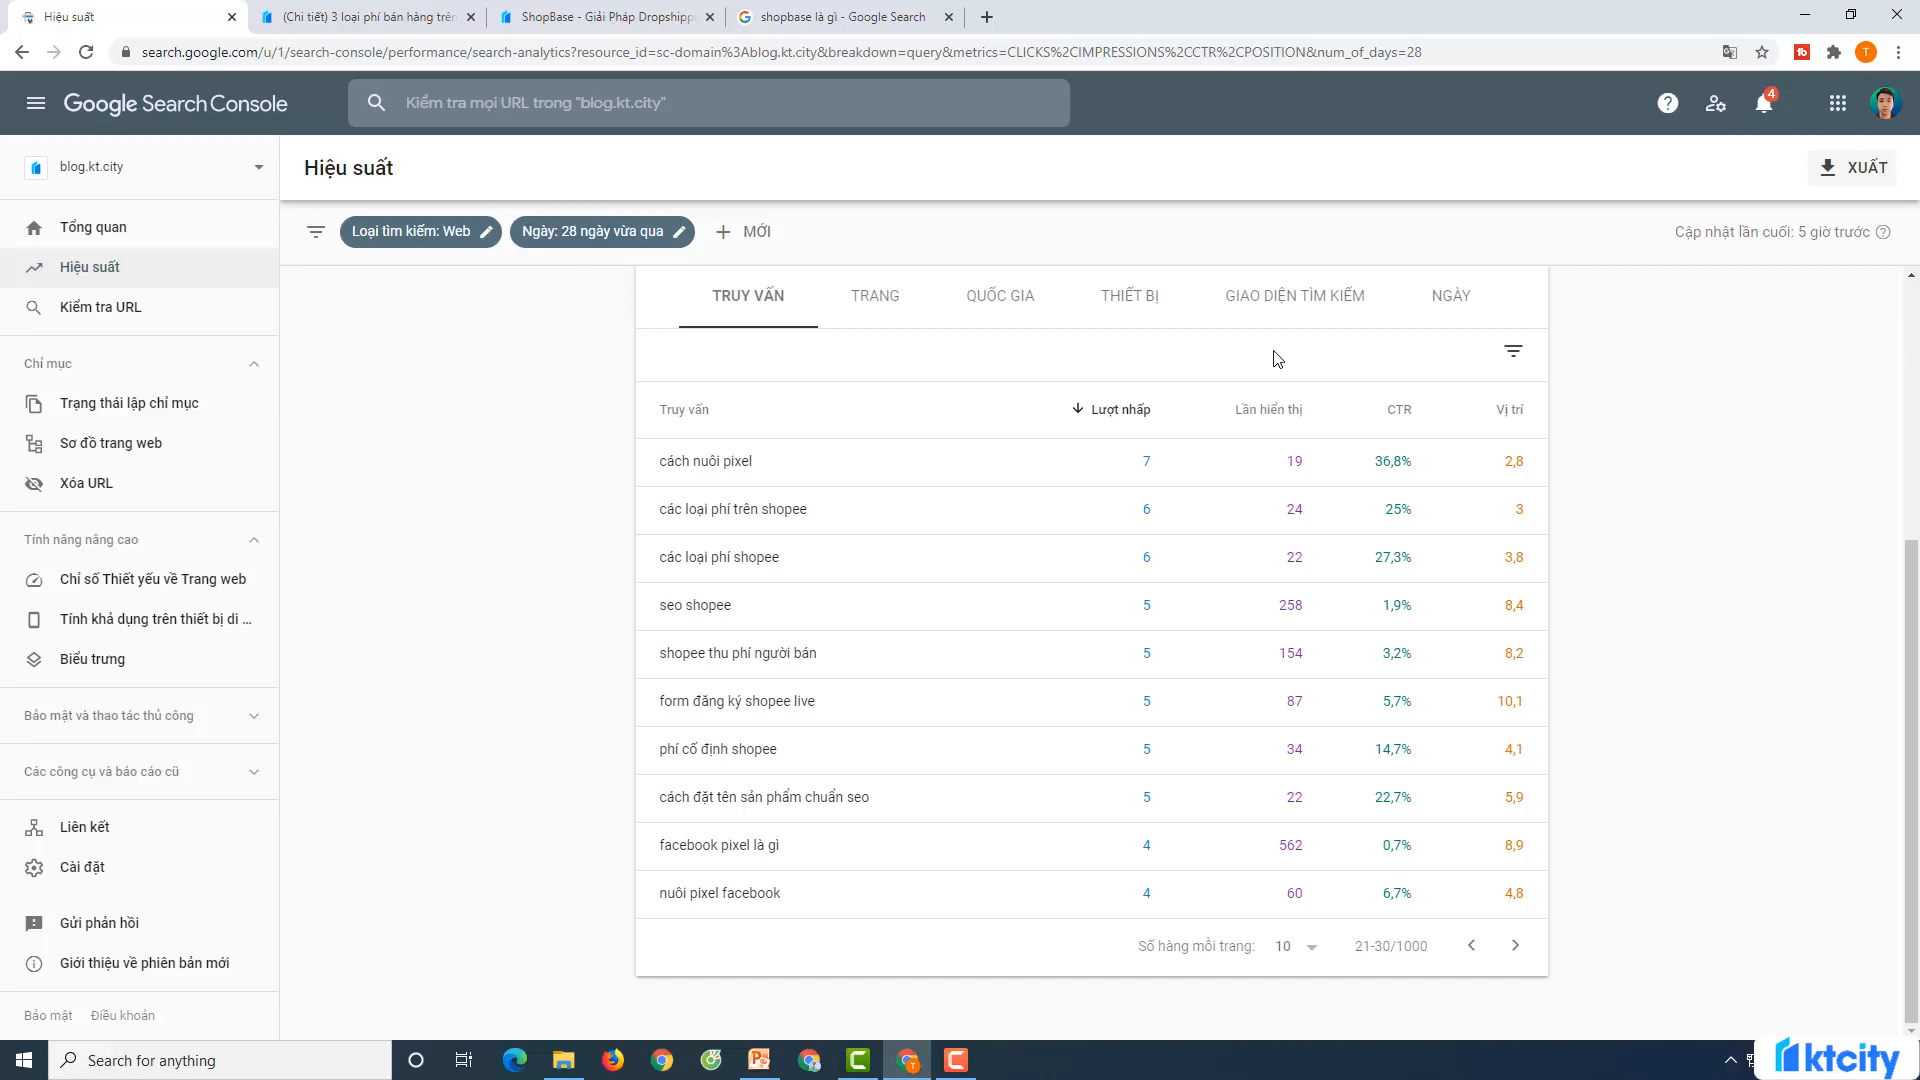 Hiệu suất
(Chi tiết) 3 loại phí bán hàng trên
ShopBase - Giải Pháp Dropshipp
shopbase là gì - Google Search
search.google.com/u/1/search-console/performance/search-analytics?resource_id=sc-domain%3Ablog.kt.city&breakdown=query&metrics=CLICKS%2CIMPRESSIONS%2CCTR%2CPOSITION&num_of_days=28
T
Google Search Console
Kiểm tra mọi URL trong "blog.kt.city"
4
blog.kt.city
Hiệu suất
XUẤT
Loại tìm kiếm: Web
Ngày: 28 ngày vừa qua
MỚI
Cập nhật lần cuối: 5 giờ trước
Tổng quan
Hiệu suất
Kiểm tra URL
Chỉ mục
Trạng thái lập chỉ mục
Sơ đồ trang web
Xóa URL
Tính năng nâng cao
Chỉ số Thiết yếu về Trang web
Tính khả dụng trên thiết bị di ...
Biểu trưng
Bảo mật và thao tác thủ công
Các công cụ và báo cáo cũ
Liên kết
Cài đặt
Gửi phản hồi
Giới thiệu về phiên bản mới
Bảo mật Điều khoản
TRUY VẤN TRANG QUỐC GIA THIẾT BỊ GIAO DIỆN TÌM KIẾM NGÀY
Truy vấn Lượt nhấp Lần hiển thị CTR Vị trí
cách nuôi pixel 7 19 36,8% 2,8
các loại phí trên shopee 6 24 25% 3
các loại phí shopee 6 22 27,3% 3,8
seo shopee 5 258 1,9% 8,4
shopee thu phí người bán 5 154 3,2% 8,2
form đăng ký shopee live 5 87 5,7% 10,1
phí cố định shopee 5 34 14,7% 4,1
cách đặt tên sản phẩm chuẩn seo 5 22 22,7% 5,9
facebook pixel là gì 4 562 0,7% 8,9
nuôi pixel facebook 4 60 6,7% 4,8
Số hàng mỗi trang: 10 21-30/1000
Search for anything
ktcity